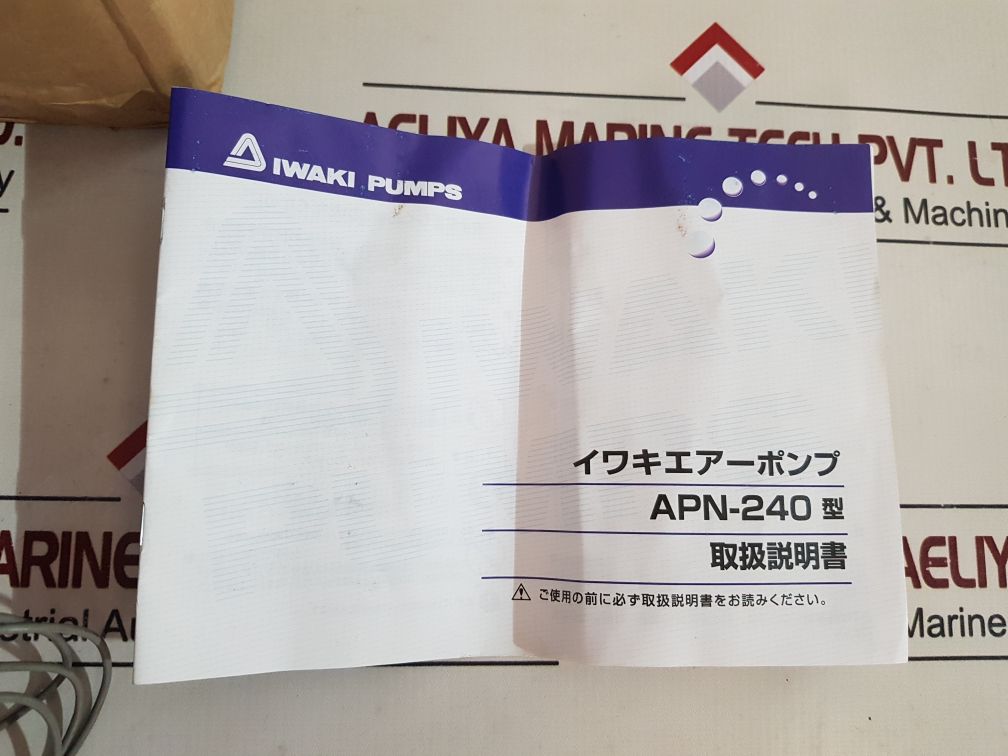 AELIYA MARINE TECH PVT. LT
& Machin
IWAKI PUMPS
イワキエアーポンプ
APN-240 型
取扱説明書
⚠ ご使用の前に必ず取扱説明書をお読みください。
ARINE
AELIY
Marine